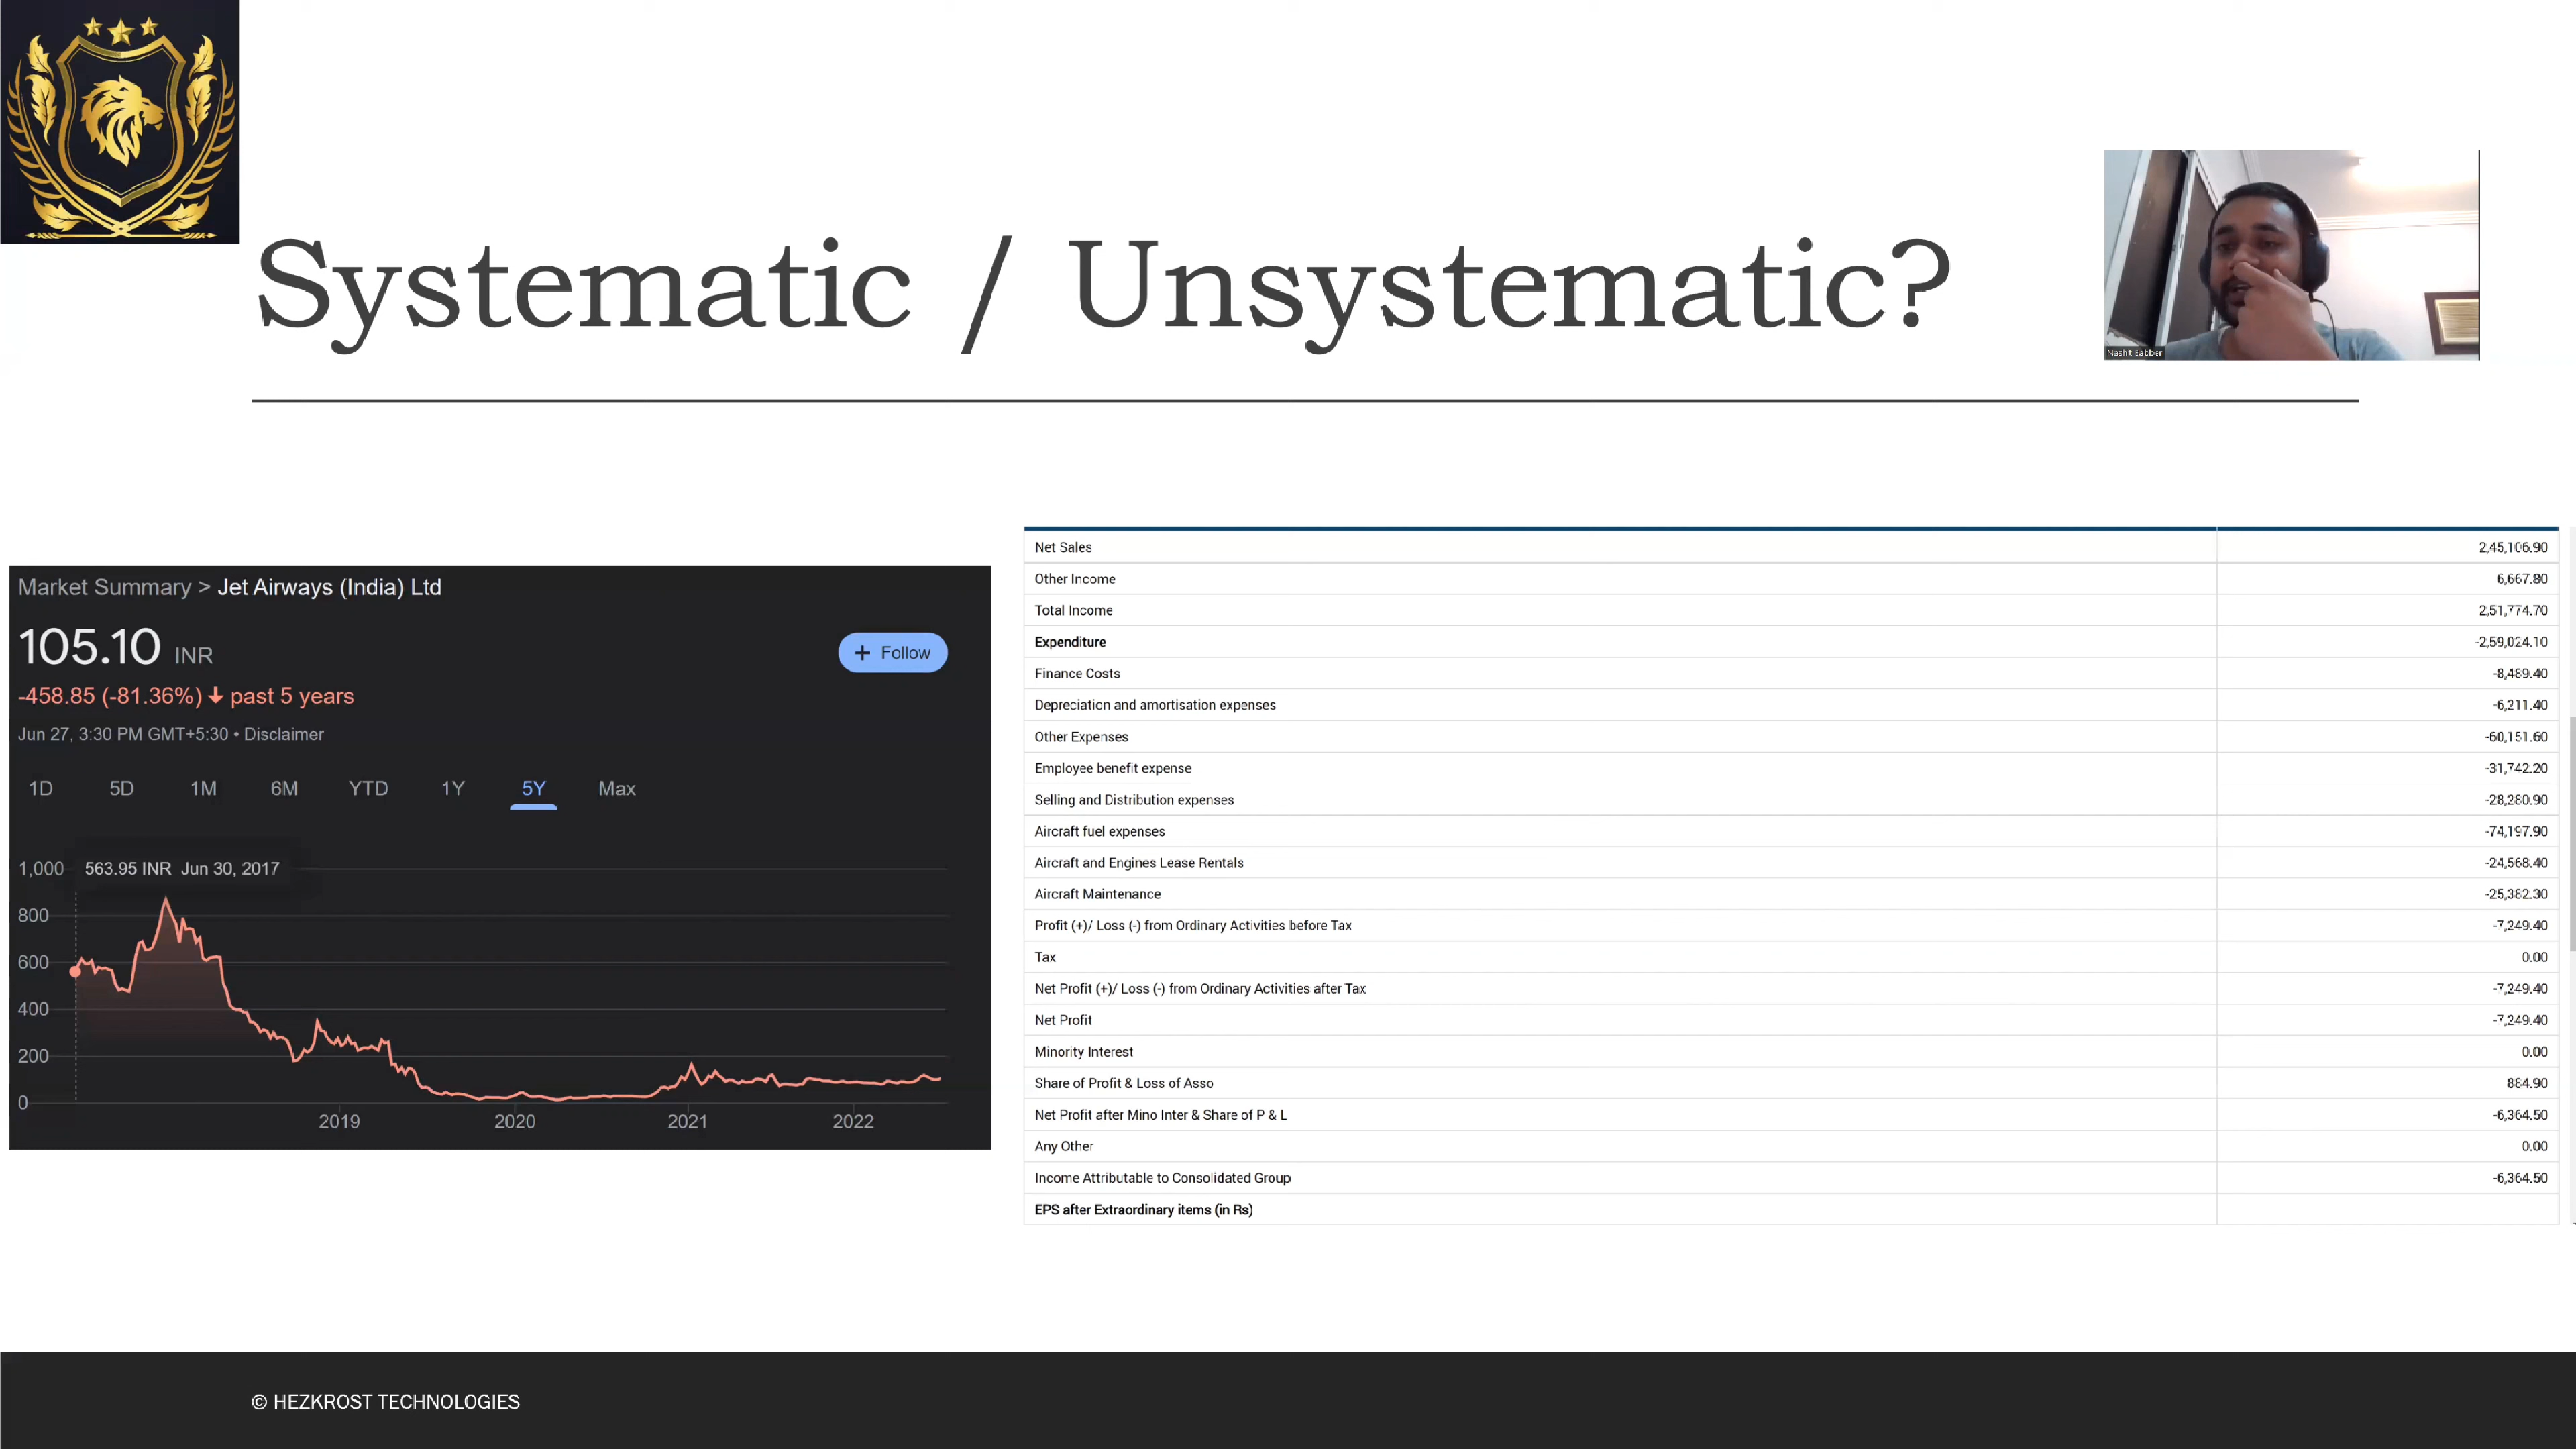 Systematic / Unsystematic?
Market Summary > Jet Airways (India) Ltd
105.10 INR
+ Follow
-458.85 (-81.36%) ↓ past 5 years
Jun 27, 3:30 PM GMT+5:30 • Disclaimer
1D 5D 1M 6M YTD 1Y 5Y Max
1,000
563.95 INR Jun 30, 2017
800
600
400
200
0
2019 2020 2021 2022
Net Sales 2,45,106.90
Other Income 6,667.80
Total Income 2,51,774.70
Expenditure -2,59,024.10
Finance Costs -8,489.40
Depreciation and amortisation expenses -6,211.40
Other Expenses -60,151.60
Employee benefit expense -31,742.20
Selling and Distribution expenses -28,280.90
Aircraft fuel expenses -74,197.90
Aircraft and Engines Lease Rentals -24,568.40
Aircraft Maintenance -25,382.30
Profit (+)/ Loss (-) from Ordinary Activities before Tax -7,249.40
Tax 0.00
Net Profit (+)/ Loss (-) from Ordinary Activities after Tax -7,249.40
Net Profit -7,249.40
Minority Interest 0.00
Share of Profit & Loss of Asso 884.90
Net Profit after Mino Inter & Share of P & L -6,364.50
Any Other 0.00
Income Attributable to Consolidated Group -6,364.50
EPS after Extraordinary items (in Rs)
© HEZKROST TECHNOLOGIES